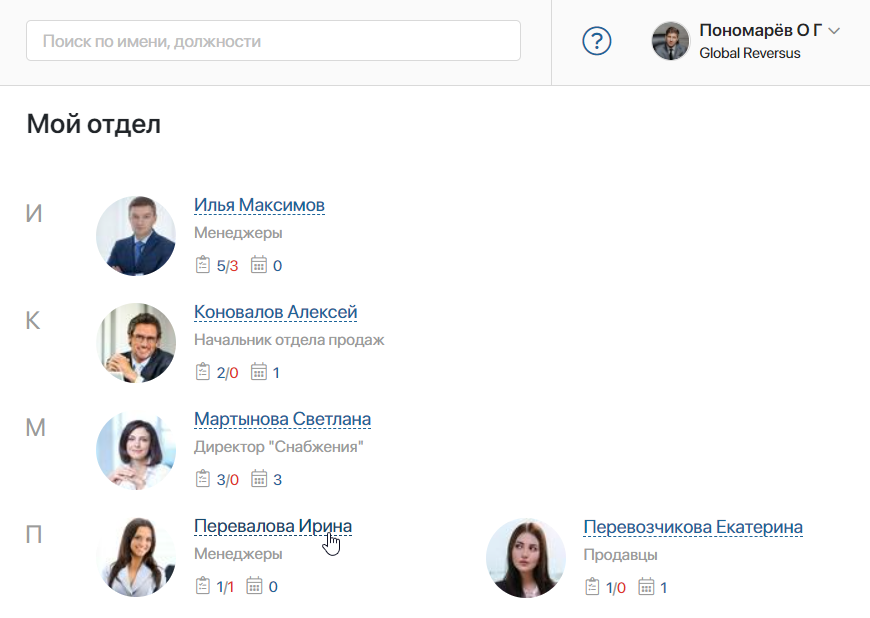 Поиск по имени, должности
?
Пономарёв О Г
Global Reversus
Мой отдел
И
Илья Максимов
Менеджеры
5/3 0
К
Коновалов Алексей
Начальник отдела продаж
2/0 1
М
Мартынова Светлана
Директор "Снабжения"
3/0 3
П
Перевалова Ирина
Менеджеры
1/1 0
Перевозчикова Екатерина
Продавцы
1/0 1